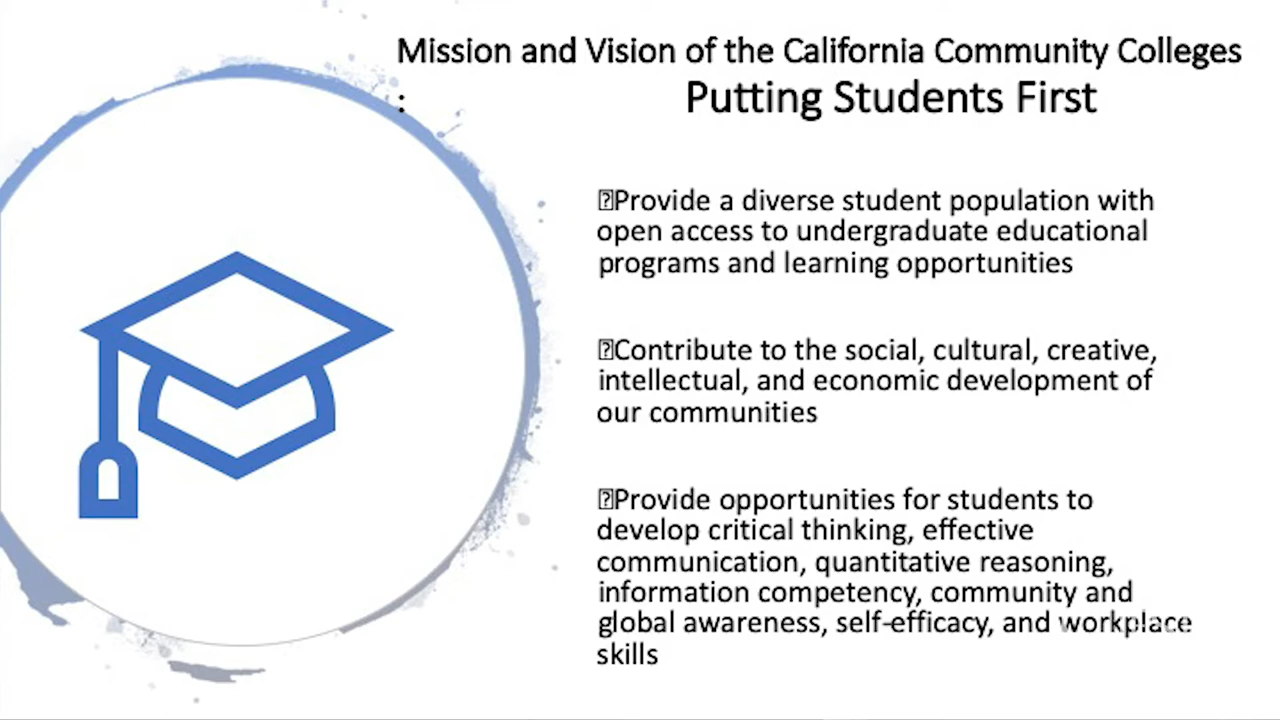 Mission and Vision of the California Community Colleges
: Putting Students First
⍰Provide a diverse student population with
open access to undergraduate educational
programs and learning opportunities
⍰Contribute to the social, cultural, creative,
intellectual, and economic development of
our communities
⍰Provide opportunities for students to
develop critical thinking, effective
communication, quantitative reasoning,
information competency, community and
global awareness, self-efficacy, and workplace
skills